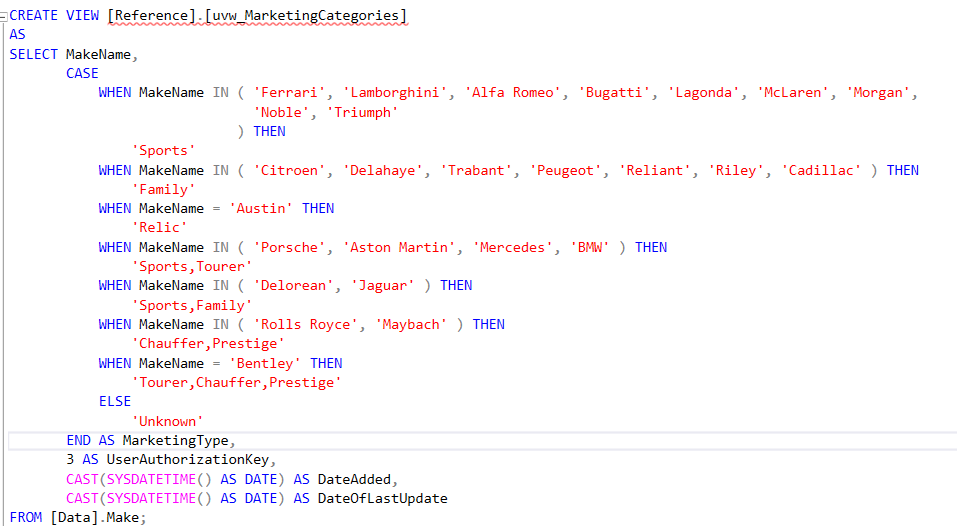 CREATE VIEW [Reference].[uvw_MarketingCategories]
AS
SELECT MakeName,
CASE
WHEN MakeName IN ( 'Ferrari', 'Lamborghini', 'Alfa Romeo', 'Bugatti', 'Lagonda', 'McLaren', 'Morgan',
'Noble', 'Triumph'
) THEN
'Sports'
WHEN MakeName IN ( 'Citroen', 'Delahaye', 'Trabant', 'Peugeot', 'Reliant', 'Riley', 'Cadillac' ) THEN
'Family'
WHEN MakeName = 'Austin' THEN
'Relic'
WHEN MakeName IN ( 'Porsche', 'Aston Martin', 'Mercedes', 'BMW' ) THEN
'Sports,Tourer'
WHEN MakeName IN ( 'Delorean', 'Jaguar' ) THEN
'Sports,Family'
WHEN MakeName IN ( 'Rolls Royce', 'Maybach' ) THEN
'Chauffer,Prestige'
WHEN MakeName = 'Bentley' THEN
'Tourer,Chauffer,Prestige'
ELSE
'Unknown'
END AS MarketingType,
3 AS UserAuthorizationKey,
CAST(SYSDATETIME() AS DATE) AS DateAdded,
CAST(SYSDATETIME() AS DATE) AS DateOfLastUpdate
FROM [Data].Make;